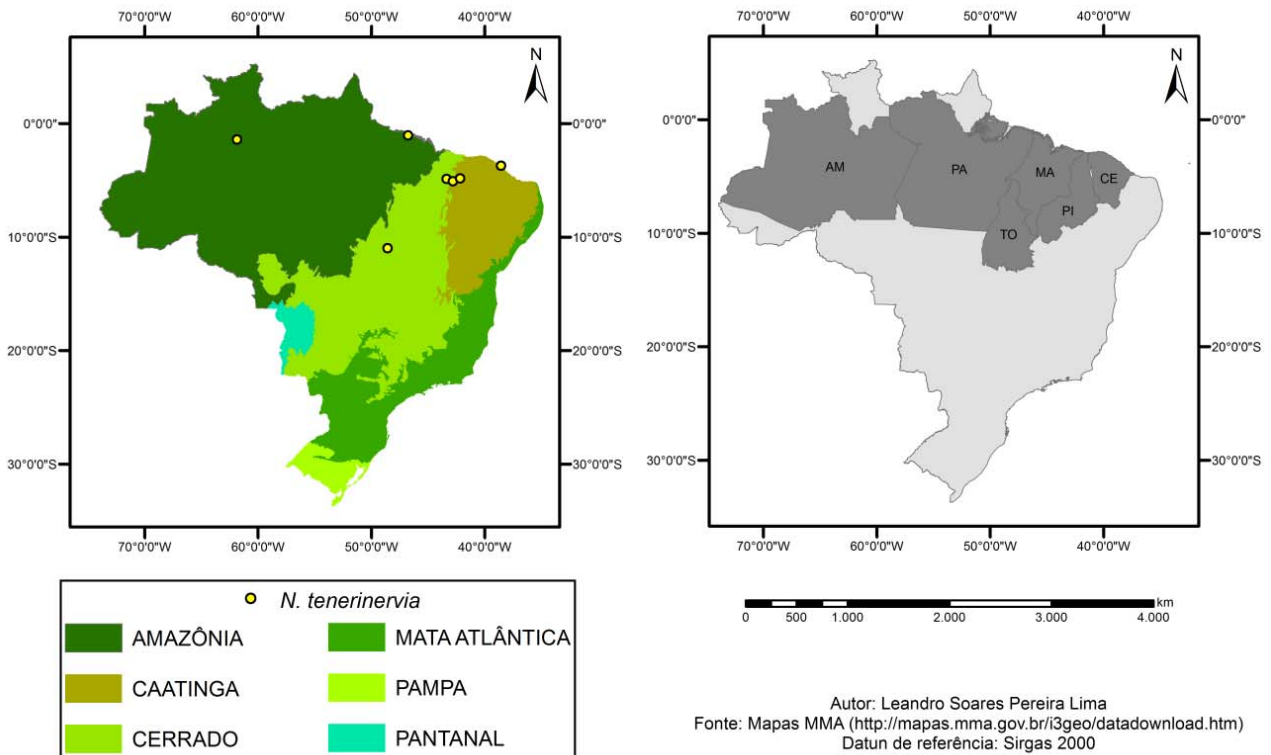 70°0'0"W 60°0'0"W 50°0'0"W 40°0'0"W
N
0°0'0"
10°0'0"S
20°0'0"S
30°0'0"S
0°0'0"
10°0'0"S
20°0'0"S
30°0'0"S
70°0'0"W 60°0'0"W 50°0'0"W 40°0'0"W
N. tenerinervia
AMAZÔNIA
MATA ATLÂNTICA
CAATINGA
PAMPA
CERRADO
PANTANAL
70°0'0"W 60°0'0"W 50°0'0"W 40°0'0"W
N
0°0'0"
10°0'0"S
20°0'0"S
30°0'0"S
AM
PA
MA
CE
PI
TO
0°0'0"
10°0'0"S
20°0'0"S
30°0'0"S
70°0'0"W 60°0'0"W 50°0'0"W 40°0'0"W
km
0 500 1.000 2.000 3.000 4.000
Autor: Leandro Soares Pereira Lima
Fonte: Mapas MMA (http://mapas.mma.gov.br/i3geo/datadownload.htm)
Datun de referência: Sirgas 2000